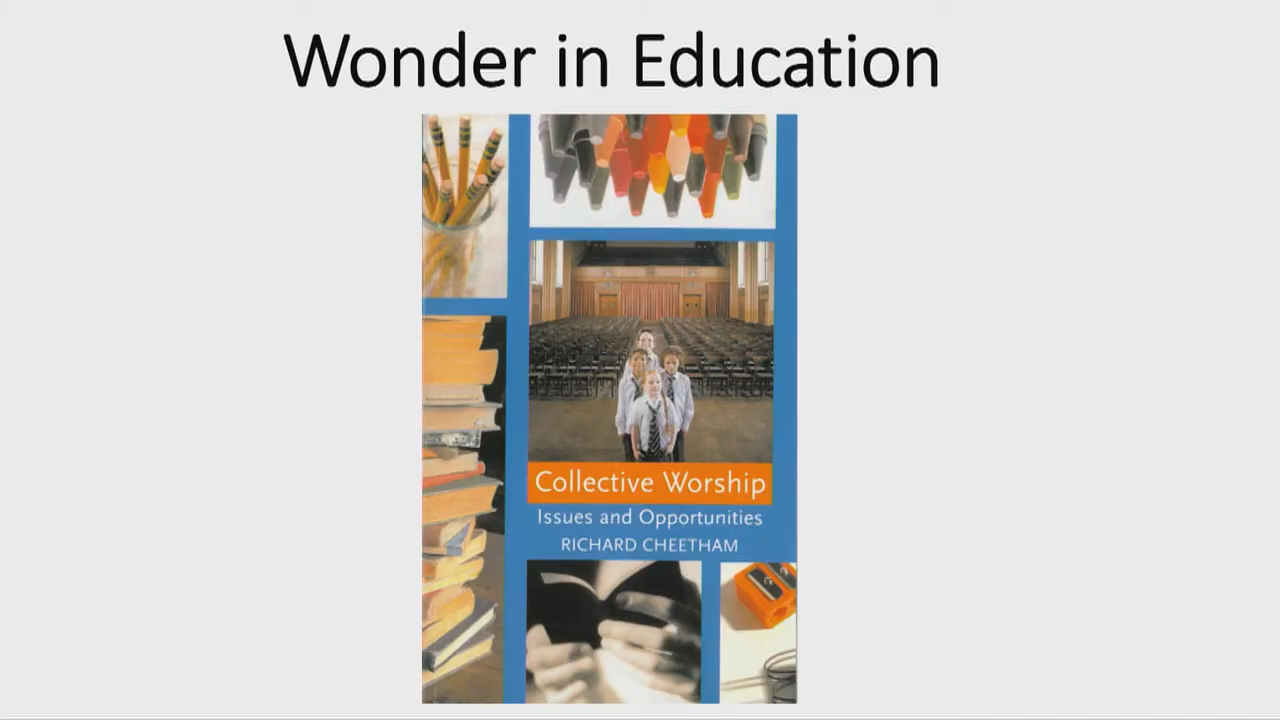 Wonder in Education
Collective Worship
Issues and Opportunities
RICHARD CHEETHAM